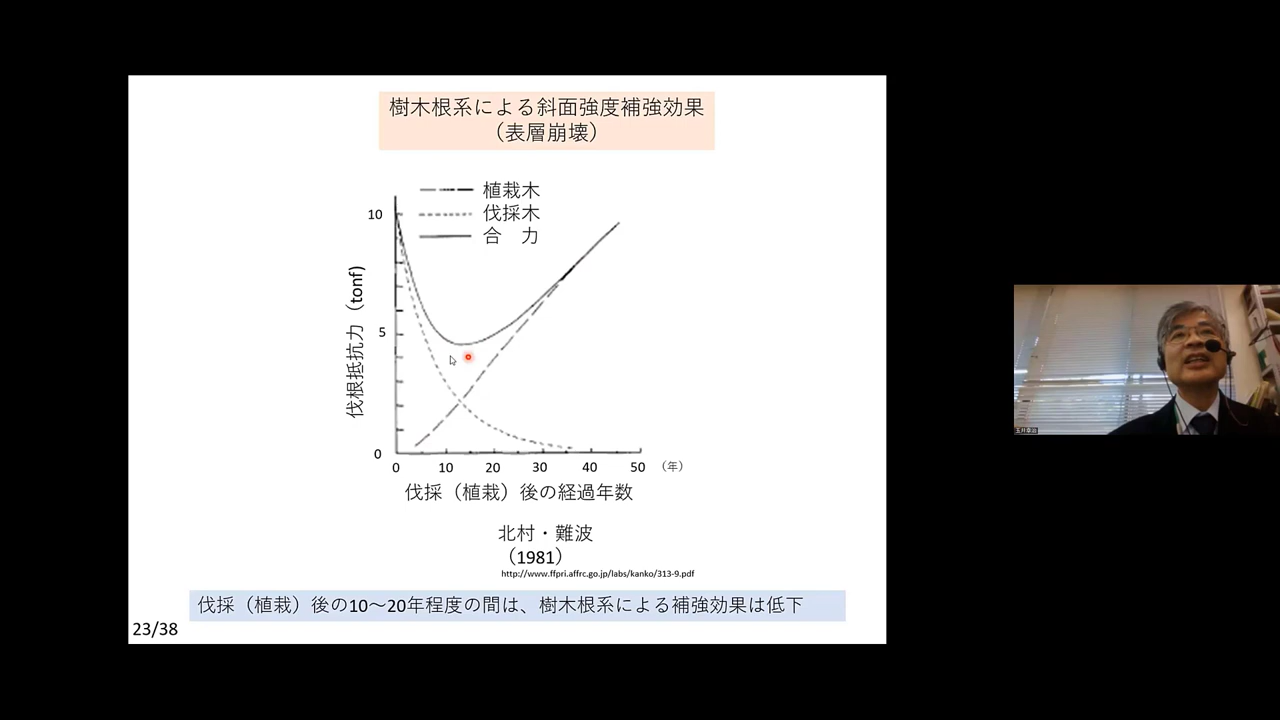 樹木根系による斜面強度補強効果
（表層崩壊）
植栽木
伐採木
合　力
10
5
0
伐根抵抗力（tonf)
0 10 20 30 40 50 （年）
伐採（植栽）後の経過年数
北村・難波
（1981）
http://www.ffpri.affrc.go.jp/labs/kanko/313-9.pdf
伐採（植栽）後の10～20年程度の間は、樹木根系による補強効果は低下
23/38